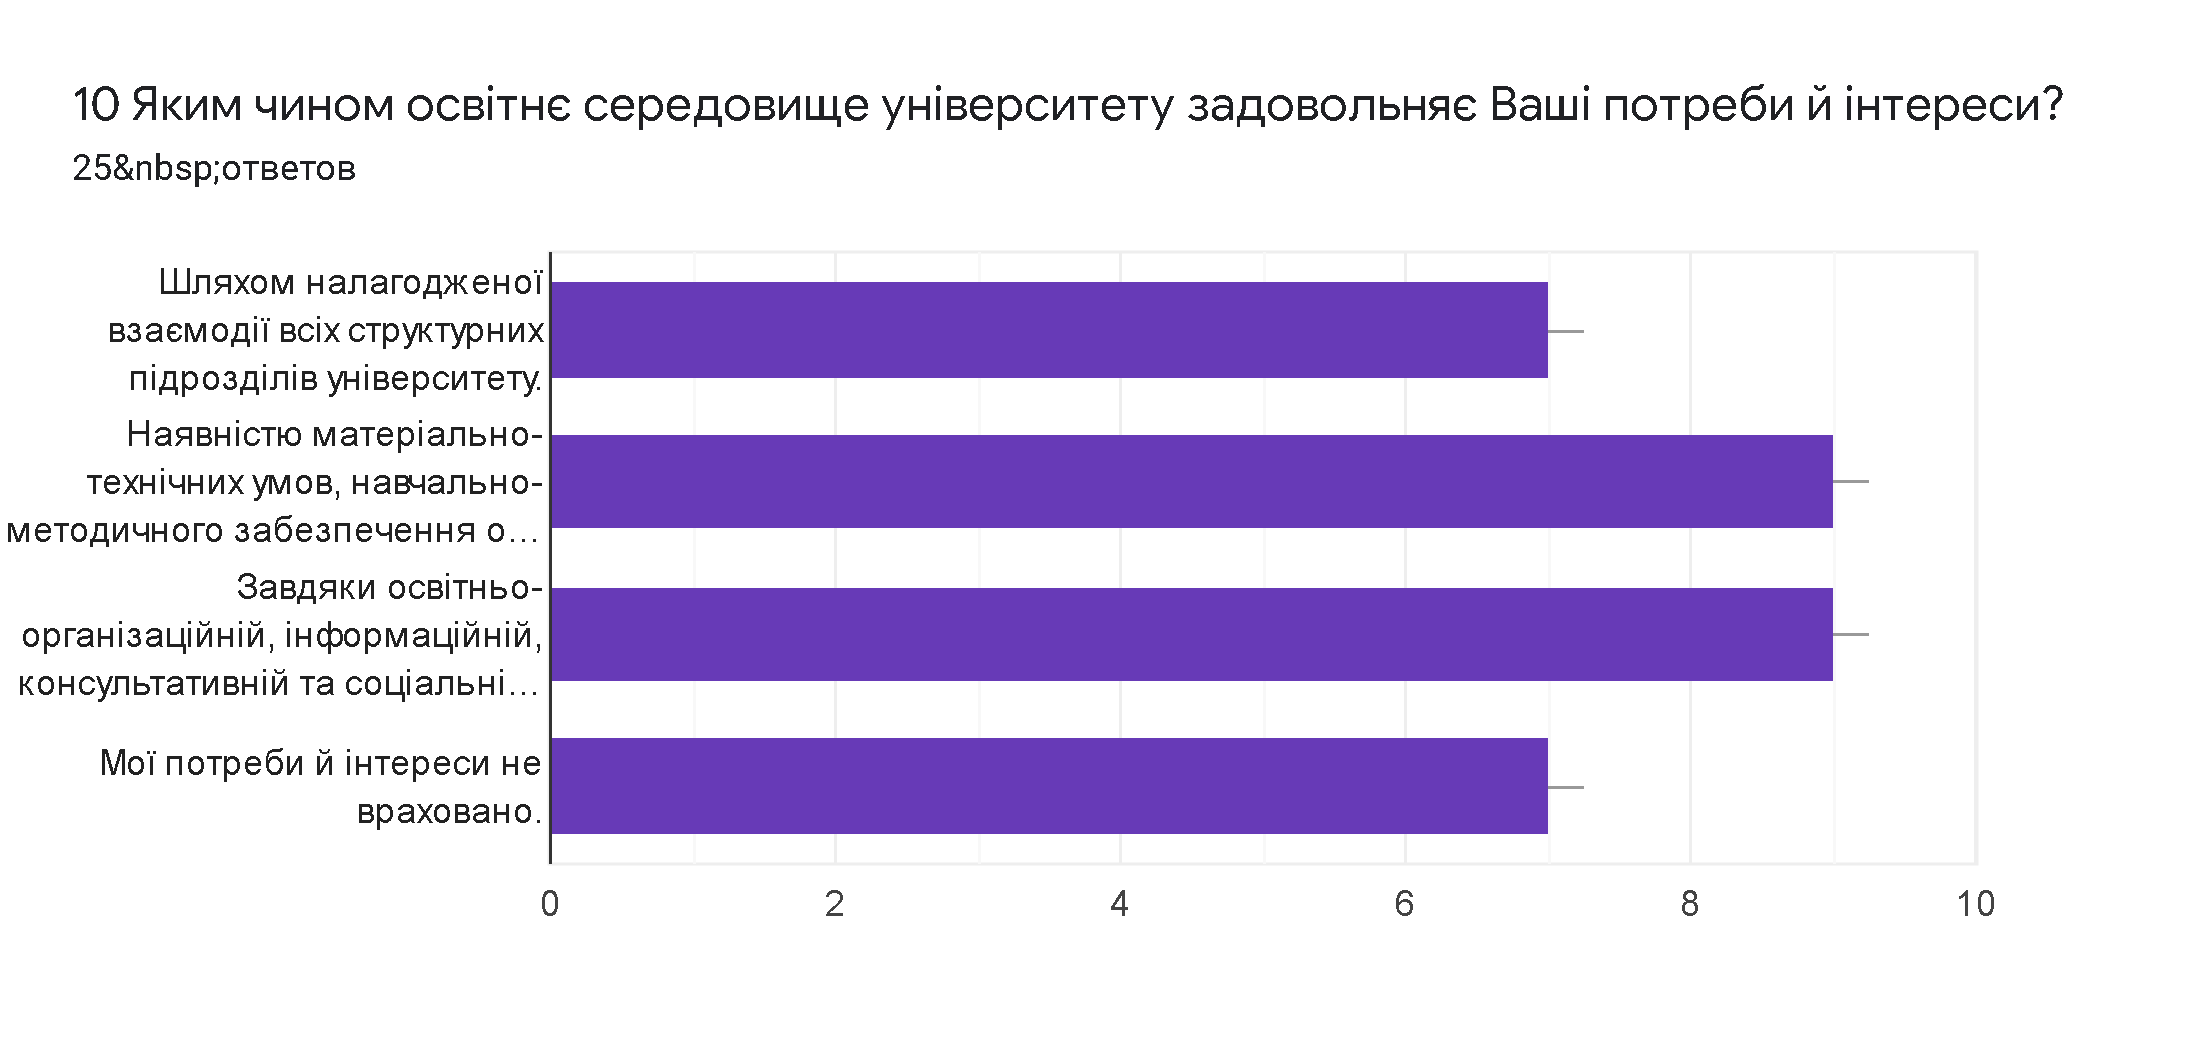 10 Яким чином освітнє середовище університету задовольняє Ваші потреби й інтереси?
25&nbsp;ответов
Шляхом налагодженої
взаємодії всіх структурних
підрозділів університету.
Наявністю матеріально-
технічних умов, навчально-
методичного забезпечення о…
Завдяки освітньо-
організаційній, інформаційній,
консультативній та соціальні…
Мої потреби й інтереси не
враховано.
0 2 4 6 8 10